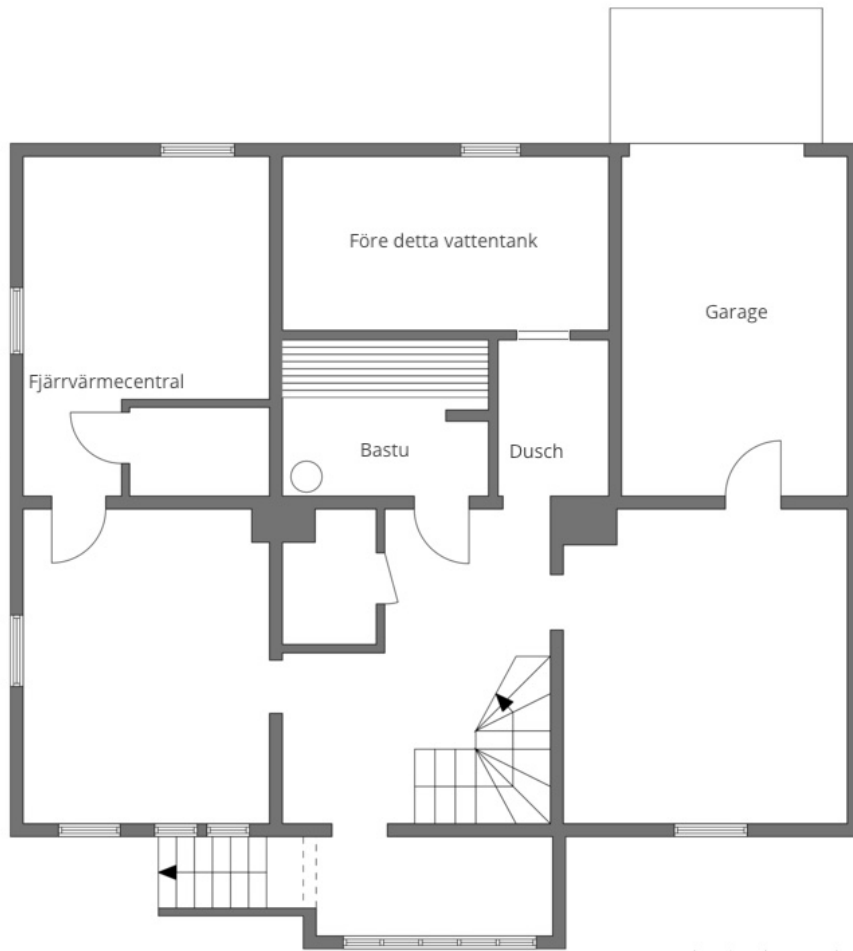 Före detta vattentank
Garage
Fjärrvärmecentral
Bastu
Dusch